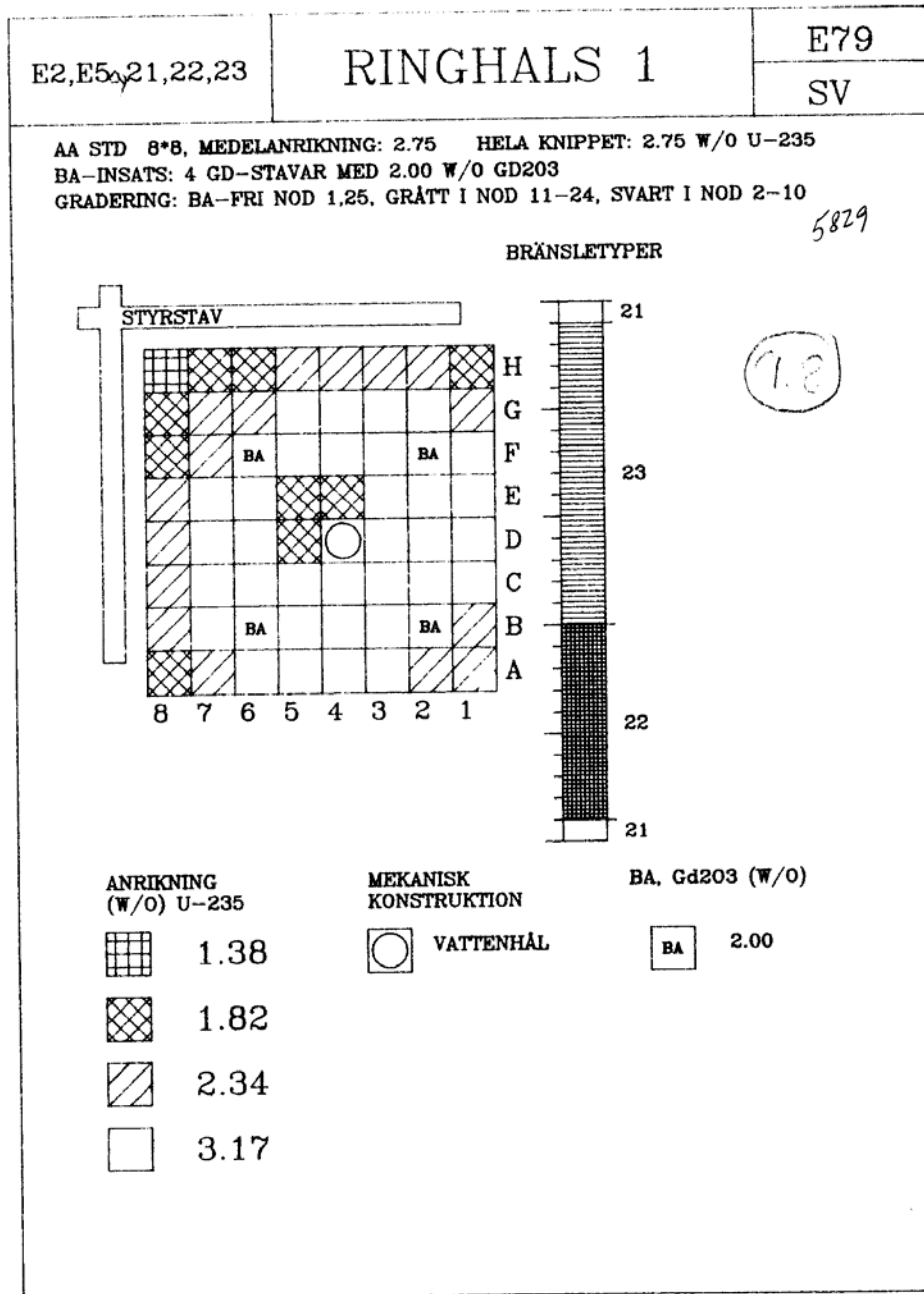 E2,E5 21,22,23
RINGHALS 1
E79
SV
AA STD 8*8, MEDELANRIKNING: 2.75 HELA KNIPPET: 2.75 W/O U-235
BA-INSATS: 4 GD-STAVAR MED 2.00 W/O GD203
GRADERING: BA-FRI NOD 1,25, GRÅTT I NOD 11-24, SVART I NOD 2-10
5829
BRÄNSLETYPER
STYRSTAV
21
H
G
F
E
D
C
B
A
BA BA
BA BA
8 7 6 5 4 3 2 1
23
22
21
ANRIKNING
(W/O) U-235
1.38
1.82
2.34
3.17
MEKANISK
KONSTRUKTION
VATTENHÅL
BA, Gd203 (W/O)
BA 2.00